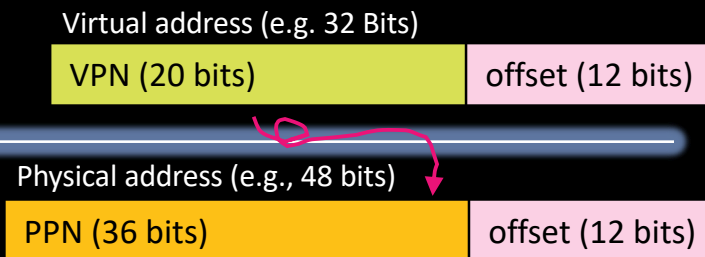 Virtual address (e.g. 32 Bits)
VPN (20 bits) offset (12 bits)
Physical address (e.g., 48 bits)
PPN (36 bits) offset (12 bits)